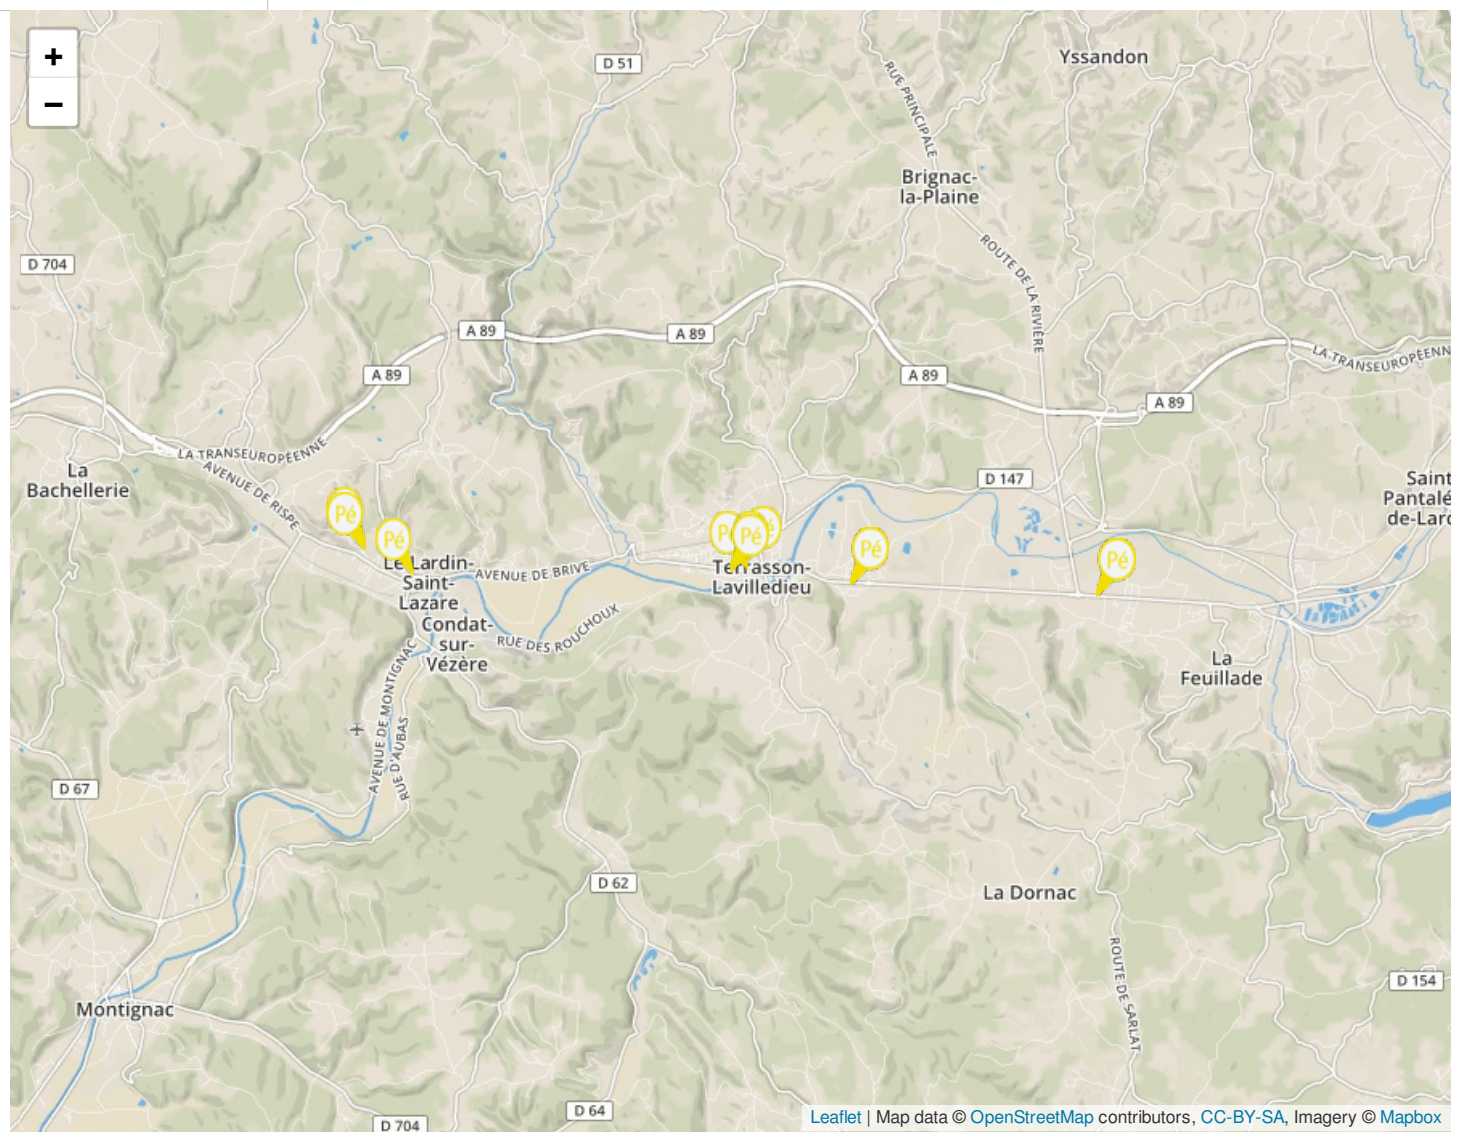 +
−
D 51
Yssandon
RUE PRINCIPALE
Brignac-
la-Plaine
ROUTE DE LA RIVIÈRE
D 704
A 89
A 89
A 89
A 89
A 89
LA TRANSEUROPÉENN
LA TRANSEUROPÉENNE
AVENUE DE RISPE
La
Bachellerie
D 147
Saint
Pantalé
de-Larc
Pé
Pé
Pé
Pé
Pé
Le Lardin-
Saint-
Lazare
AVENUE DE BRIVE
Terrasson-
Lavilledieu
Condat-
sur-
Vézère
RUE DES ROUCHOUX
La
Feuillade
AVENUE DE MONTIGNAC
RUE D'AUBAS
D 67
D 62
La Dornac
ROUTE DE SARLAT
D 154
Montignac
D 64
D 704
Leaflet | Map data © OpenStreetMap contributors, CC-BY-SA, Imagery © Mapbox